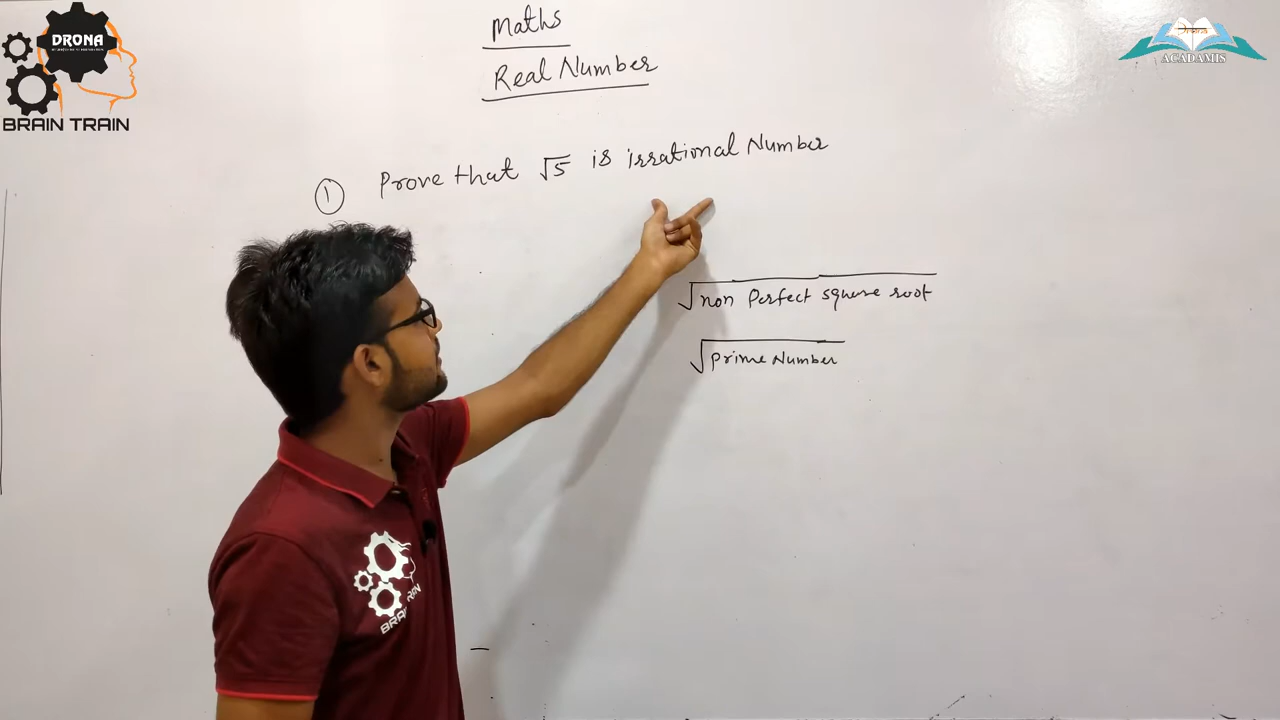 DRONA
BRAIN TRAIN
Maths
Real Number
ACADAMIS
① Prove that √5 is irrational Number
√non Perfect square root
√Prime Number
BRAIN